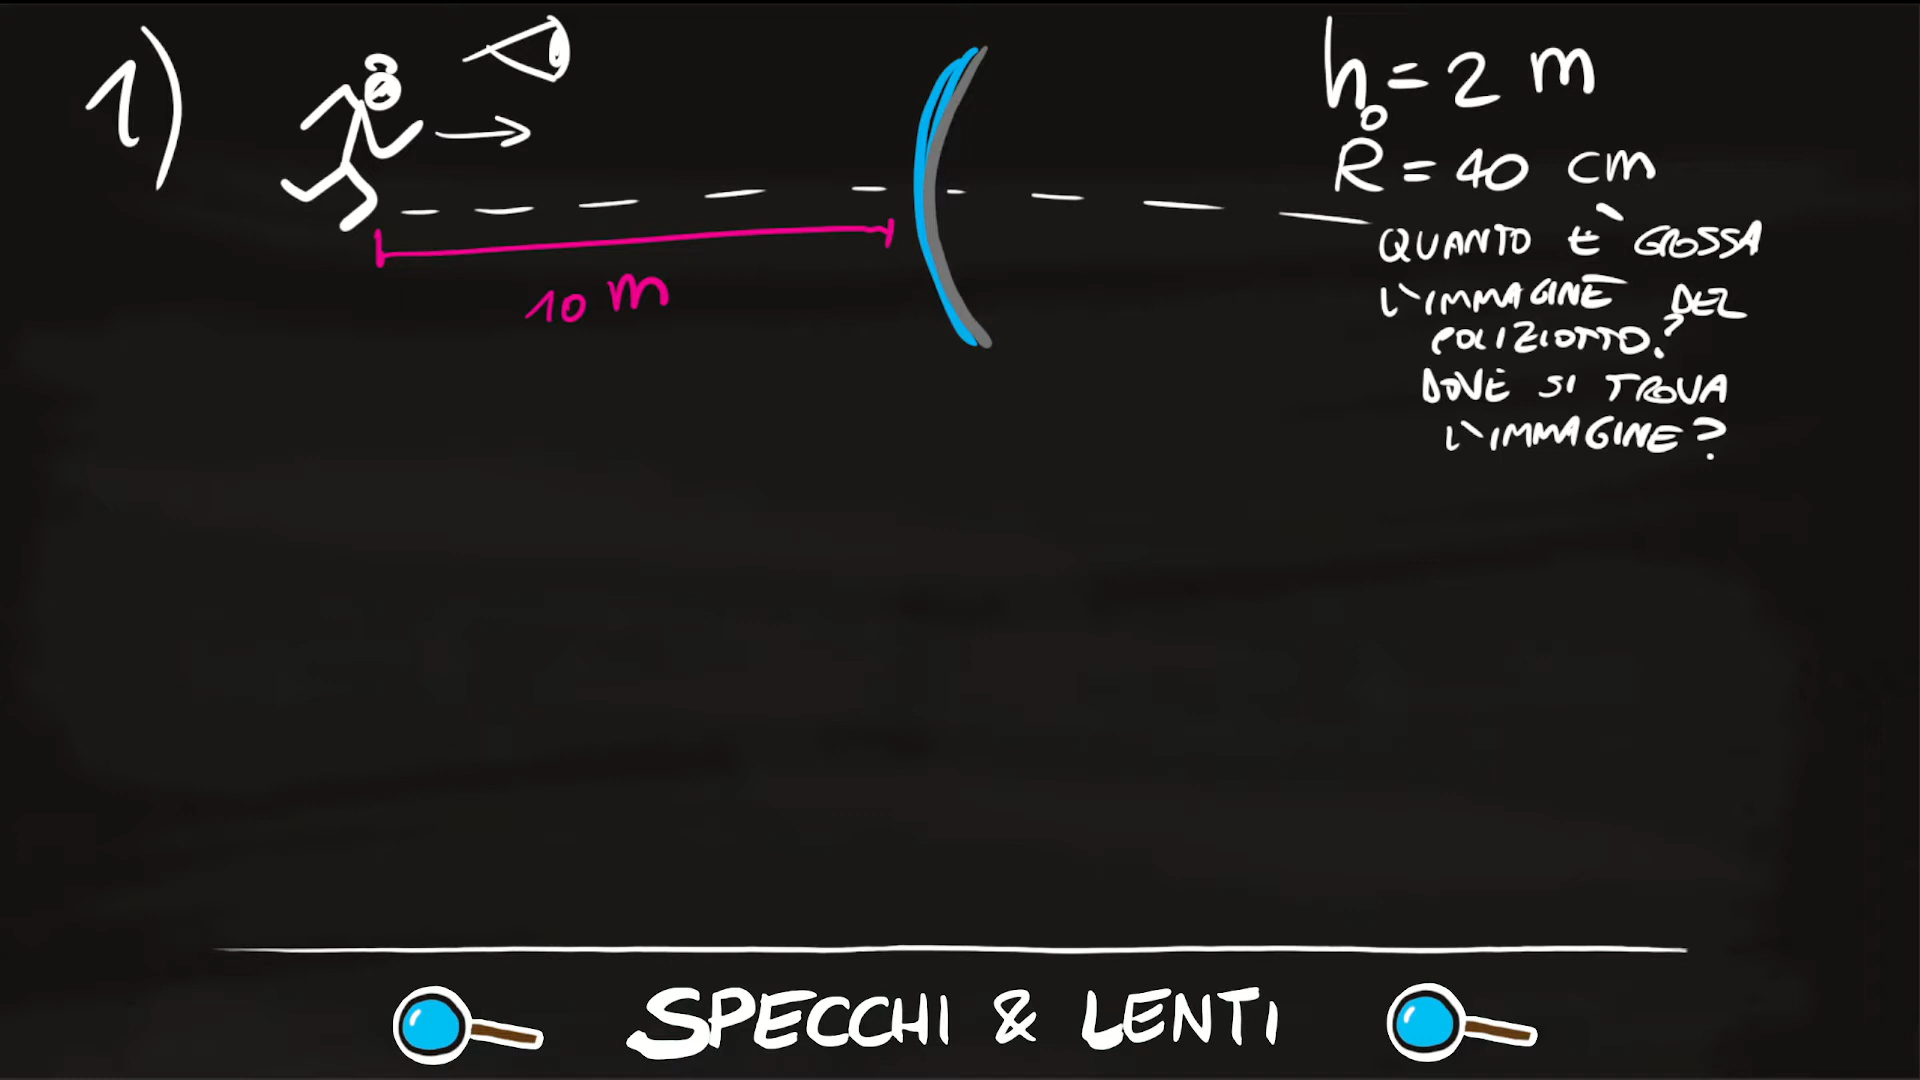 1)
h₀ = 2 m
R = 40 cm
QUANTO È GROSSA
L'IMMAGINE DEL
POLIZIOTTO?
DOVE SI TROVA
L'IMMAGINE?
10 m
SPECCHI & LENTI